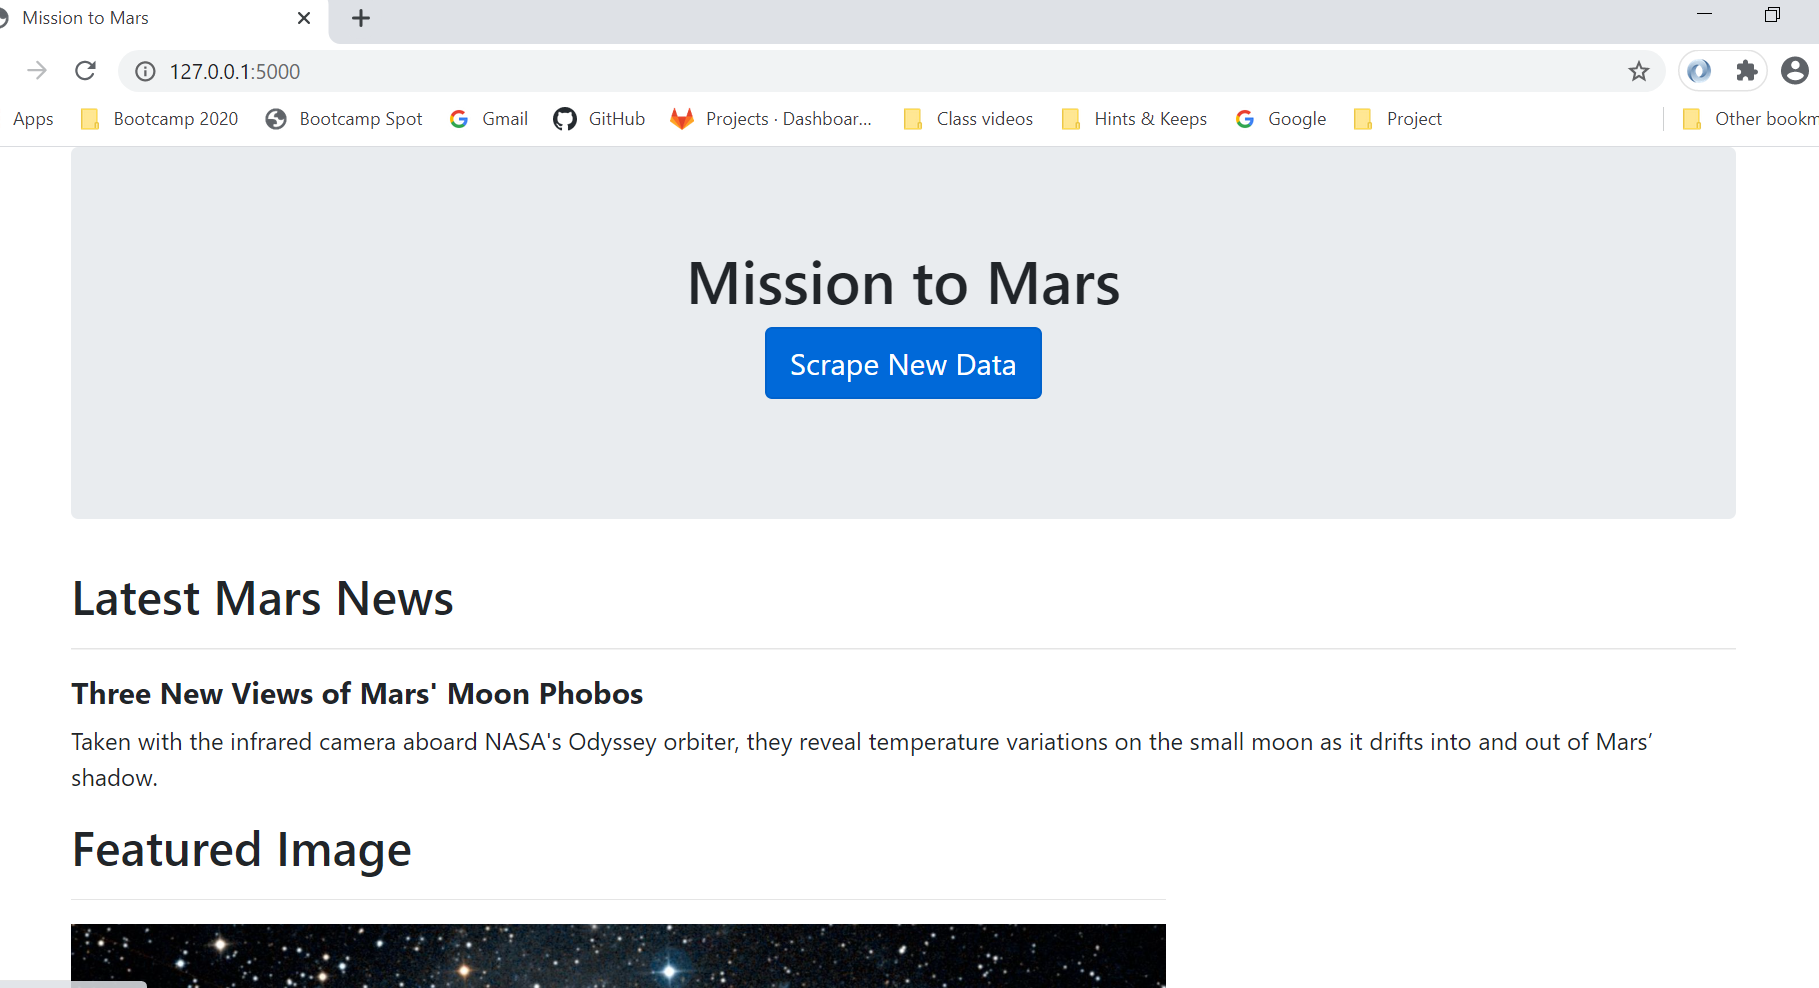 Mission to Mars
127.0.0.1:5000
Apps Bootcamp 2020 Bootcamp Spot Gmail GitHub Projects · Dashboar... Class videos Hints & Keeps Google Project Other bookm
Mission to Mars
Scrape New Data
Latest Mars News
Three New Views of Mars' Moon Phobos
Taken with the infrared camera aboard NASA's Odyssey orbiter, they reveal temperature variations on the small moon as it drifts into and out of Mars’
shadow.
Featured Image